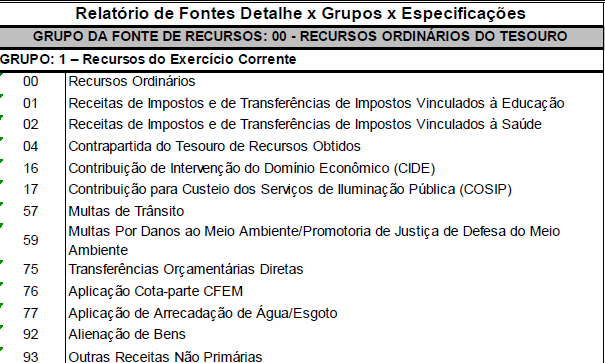 Relatório de Fontes Detalhe x Grupos x Especificações
GRUPO DA FONTE DE RECURSOS: 00 - RECURSOS ORDINÁRIOS DO TESOURO
GRUPO: 1 – Recursos do Exercício Corrente
00 Recursos Ordinários
01 Receitas de Impostos e de Transferências de Impostos Vinculados à Educação
02 Receitas de Impostos e de Transferências de Impostos Vinculados à Saúde
04 Contrapartida do Tesouro de Recursos Obtidos
16 Contribuição de Intervenção do Domínio Econômico (CIDE)
17 Contribuição para Custeio dos Serviços de Iluminação Pública (COSIP)
57 Multas de Trânsito
59 Multas Por Danos ao Meio Ambiente/Promotoria de Justiça de Defesa do Meio
Ambiente
75 Transferências Orçamentárias Diretas
76 Aplicação Cota-parte CFEM
77 Aplicação de Arrecadação de Água/Esgoto
92 Alienação de Bens
93 Outras Receitas Não Primárias